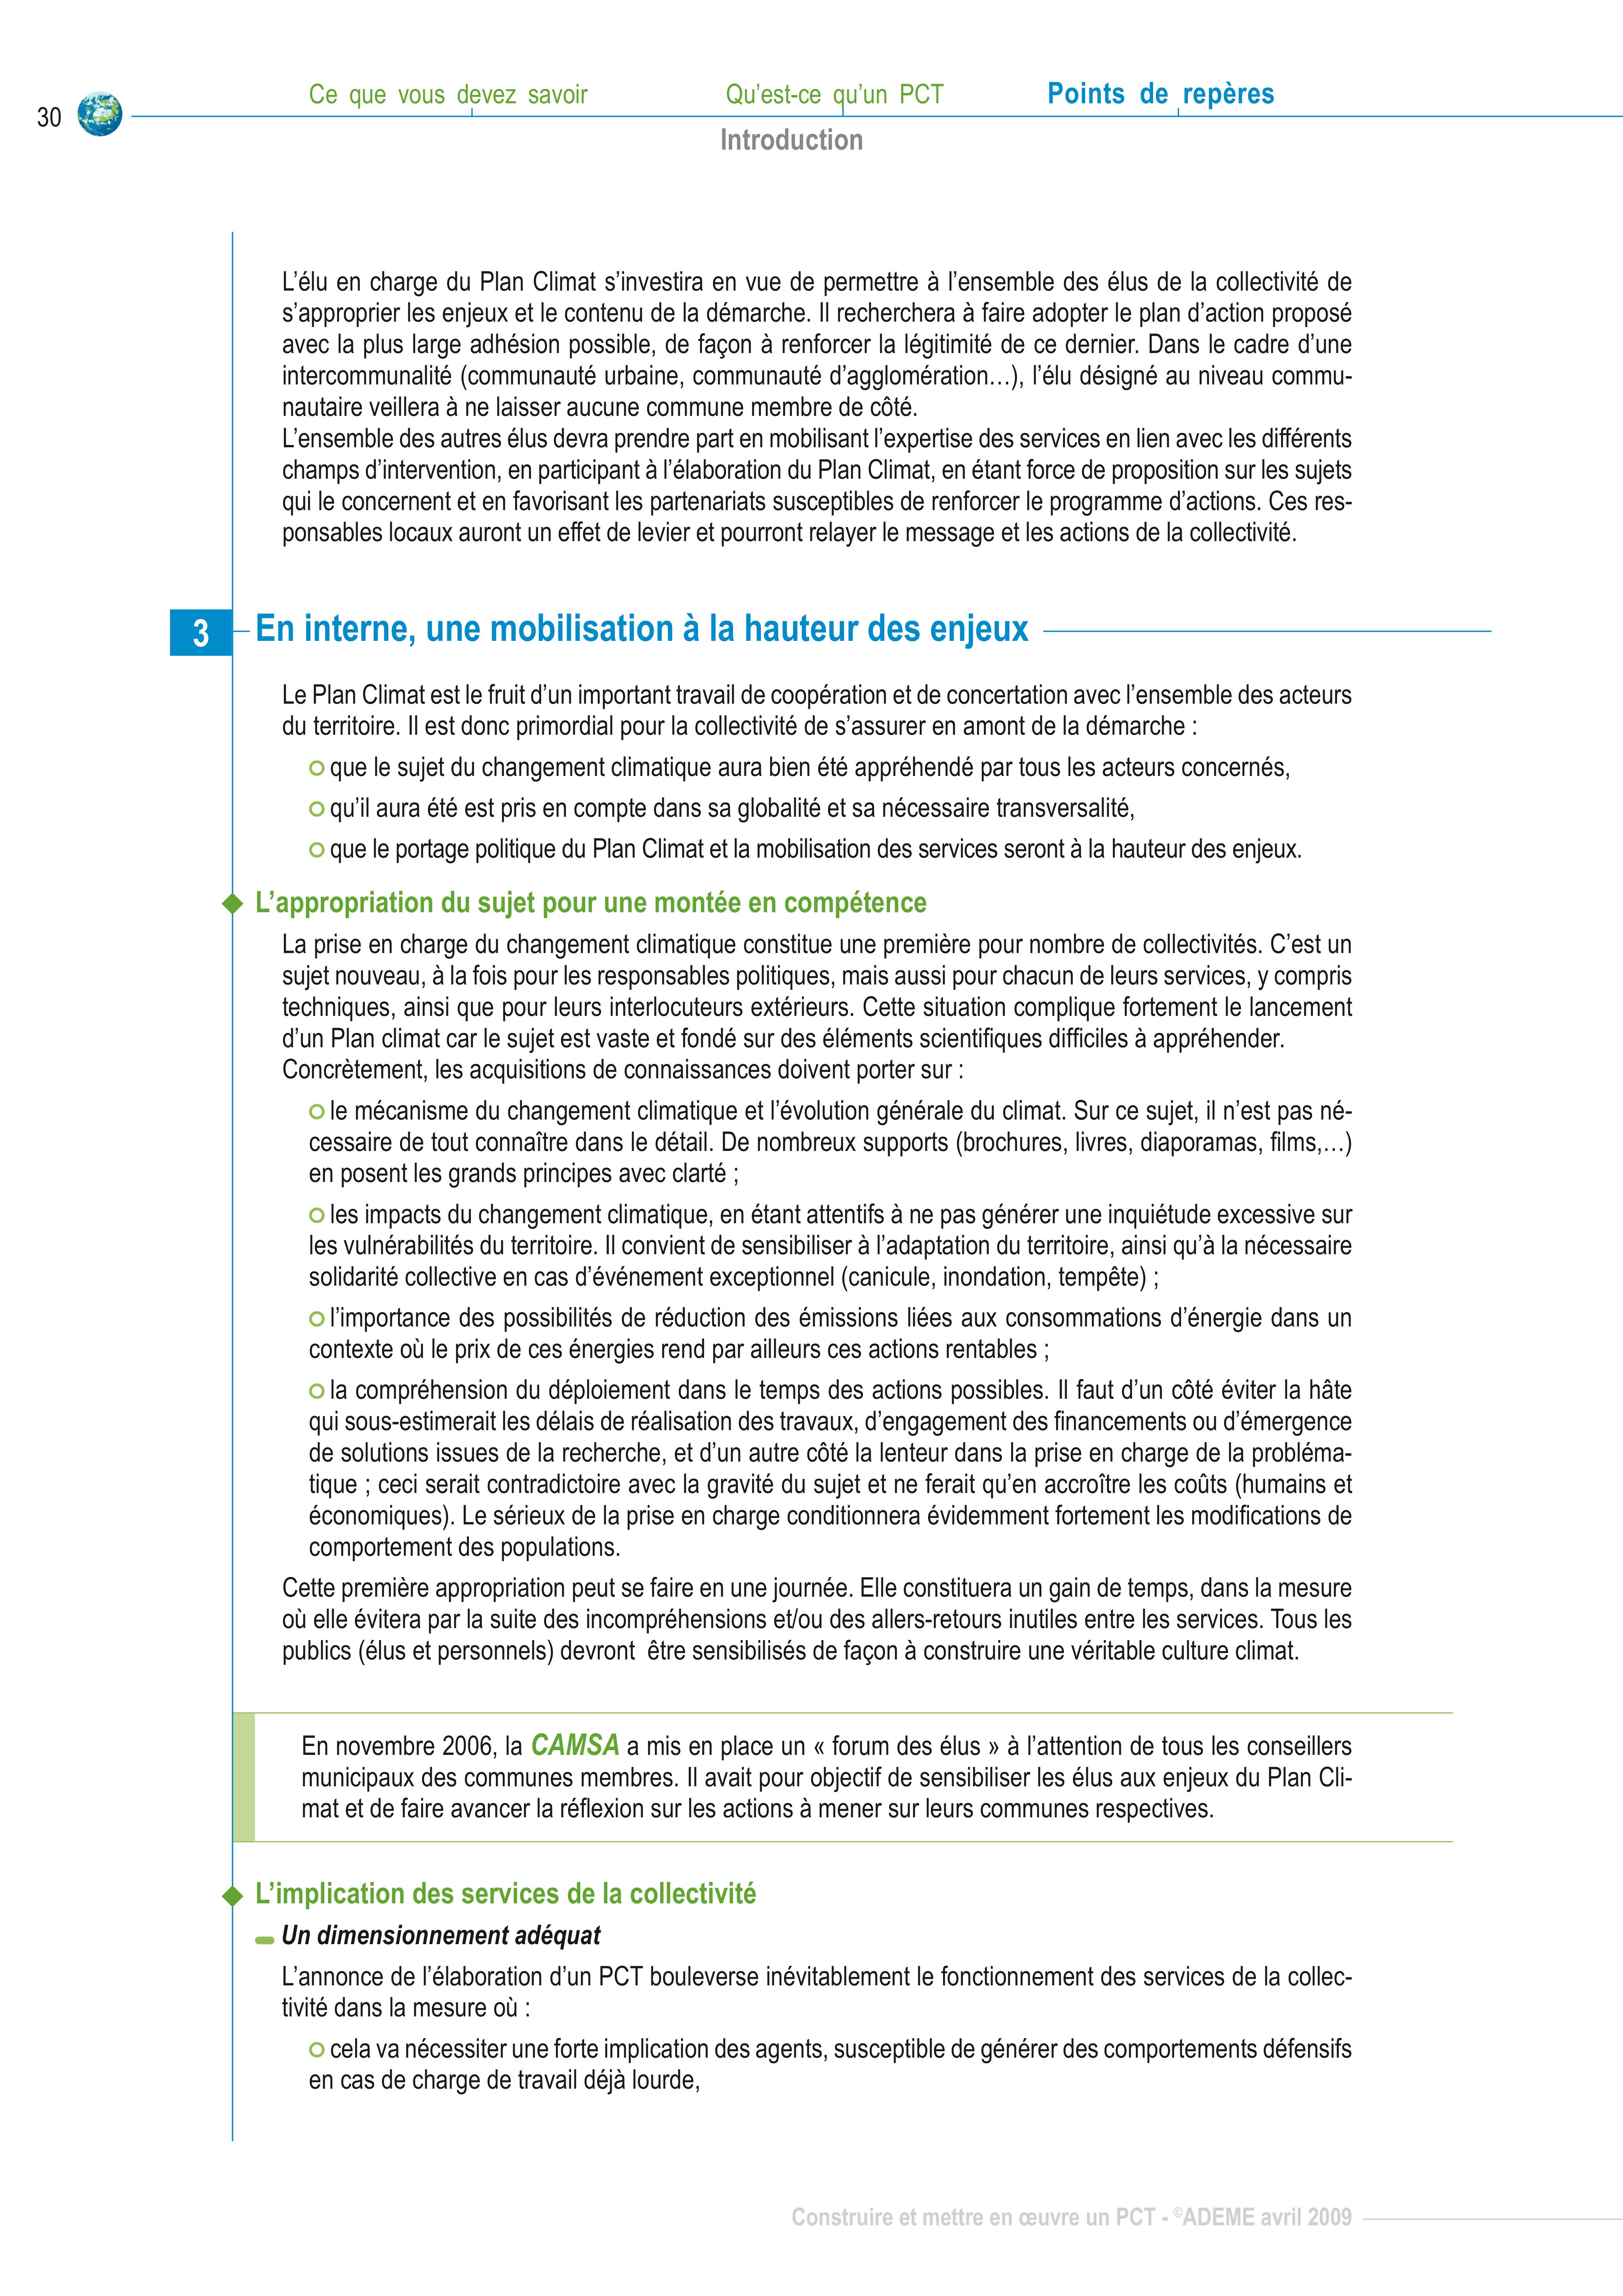 30
Ce que vous devez savoir
Qu’est-ce qu’un PCT
Points de repères
Introduction
L’élu en charge du Plan Climat s’investira en vue de permettre à l’ensemble des élus de la collectivité de
s’approprier les enjeux et le contenu de la démarche. Il recherchera à faire adopter le plan d’action proposé
avec la plus large adhésion possible, de façon à renforcer la légitimité de ce dernier. Dans le cadre d’une
intercommunalité (communauté urbaine, communauté d’agglomération…), l’élu désigné au niveau commu-
nautaire veillera à ne laisser aucune commune membre de côté.
L’ensemble des autres élus devra prendre part en mobilisant l’expertise des services en lien avec les différents
champs d’intervention, en participant à l’élaboration du Plan Climat, en étant force de proposition sur les sujets
qui le concernent et en favorisant les partenariats susceptibles de renforcer le programme d’actions. Ces res-
ponsables locaux auront un effet de levier et pourront relayer le message et les actions de la collectivité.
3 En interne, une mobilisation à la hauteur des enjeux
Le Plan Climat est le fruit d’un important travail de coopération et de concertation avec l’ensemble des acteurs
du territoire. Il est donc primordial pour la collectivité de s’assurer en amont de la démarche :
que le sujet du changement climatique aura bien été appréhendé par tous les acteurs concernés,
qu’il aura été est pris en compte dans sa globalité et sa nécessaire transversalité,
que le portage politique du Plan Climat et la mobilisation des services seront à la hauteur des enjeux.
L’appropriation du sujet pour une montée en compétence
La prise en charge du changement climatique constitue une première pour nombre de collectivités. C’est un
sujet nouveau, à la fois pour les responsables politiques, mais aussi pour chacun de leurs services, y compris
techniques, ainsi que pour leurs interlocuteurs extérieurs. Cette situation complique fortement le lancement
d’un Plan climat car le sujet est vaste et fondé sur des éléments scientifiques difficiles à appréhender.
Concrètement, les acquisitions de connaissances doivent porter sur :
le mécanisme du changement climatique et l’évolution générale du climat. Sur ce sujet, il n’est pas né-
cessaire de tout connaître dans le détail. De nombreux supports (brochures, livres, diaporamas, films,…)
en posent les grands principes avec clarté ;
les impacts du changement climatique, en étant attentifs à ne pas générer une inquiétude excessive sur
les vulnérabilités du territoire. Il convient de sensibiliser à l’adaptation du territoire, ainsi qu’à la nécessaire
solidarité collective en cas d’événement exceptionnel (canicule, inondation, tempête) ;
l’importance des possibilités de réduction des émissions liées aux consommations d’énergie dans un
contexte où le prix de ces énergies rend par ailleurs ces actions rentables ;
la compréhension du déploiement dans le temps des actions possibles. Il faut d’un côté éviter la hâte
qui sous-estimerait les délais de réalisation des travaux, d’engagement des financements ou d’émergence
de solutions issues de la recherche, et d’un autre côté la lenteur dans la prise en charge de la probléma-
tique ; ceci serait contradictoire avec la gravité du sujet et ne ferait qu’en accroître les coûts (humains et
économiques). Le sérieux de la prise en charge conditionnera évidemment fortement les modifications de
comportement des populations.
Cette première appropriation peut se faire en une journée. Elle constituera un gain de temps, dans la mesure
où elle évitera par la suite des incompréhensions et/ou des allers-retours inutiles entre les services. Tous les
publics (élus et personnels) devront être sensibilisés de façon à construire une véritable culture climat.
En novembre 2006, la CAMSA a mis en place un « forum des élus » à l’attention de tous les conseillers
municipaux des communes membres. Il avait pour objectif de sensibiliser les élus aux enjeux du Plan Cli-
mat et de faire avancer la réflexion sur les actions à mener sur leurs communes respectives.
L’implication des services de la collectivité
Un dimensionnement adéquat
L’annonce de l’élaboration d’un PCT bouleverse inévitablement le fonctionnement des services de la collec-
tivité dans la mesure où :
cela va nécessiter une forte implication des agents, susceptible de générer des comportements défensifs
en cas de charge de travail déjà lourde,
Construire et mettre en œuvre un PCT - ©ADEME avril 2009